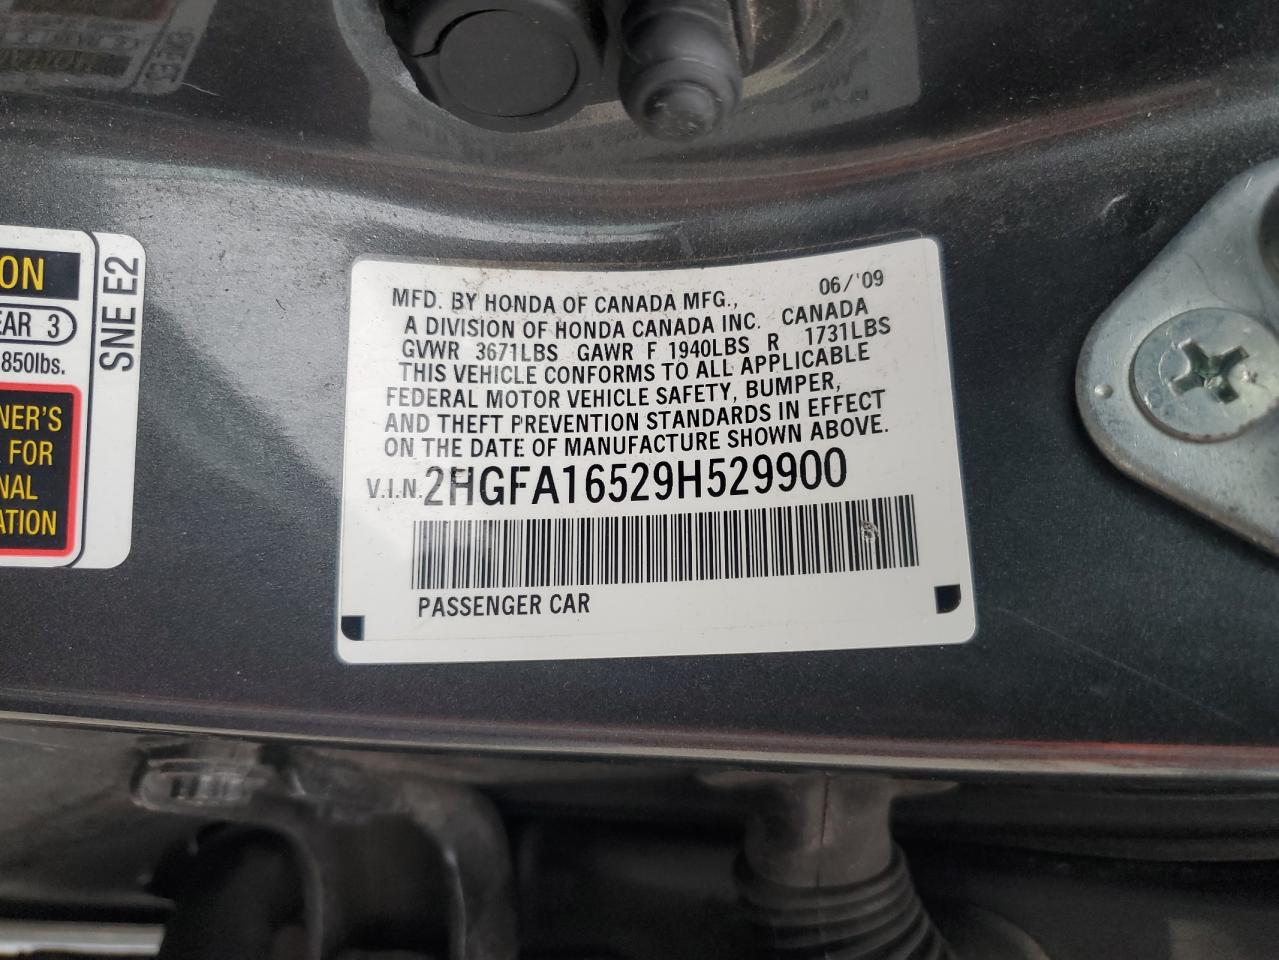 MFD. BY HONDA OF CANADA MFG., 06/'09
A DIVISION OF HONDA CANADA INC. CANADA
GVWR 3671LBS GAWR F 1940LBS R 1731LBS
THIS VEHICLE CONFORMS TO ALL APPLICABLE
FEDERAL MOTOR VEHICLE SAFETY, BUMPER,
AND THEFT PREVENTION STANDARDS IN EFFECT
ON THE DATE OF MANUFACTURE SHOWN ABOVE.
V.I.N. 2HGFA16529H529900
PASSENGER CAR
ON
EAR 3
850lbs.
NER'S
FOR
NAL
ATION
SNE E2